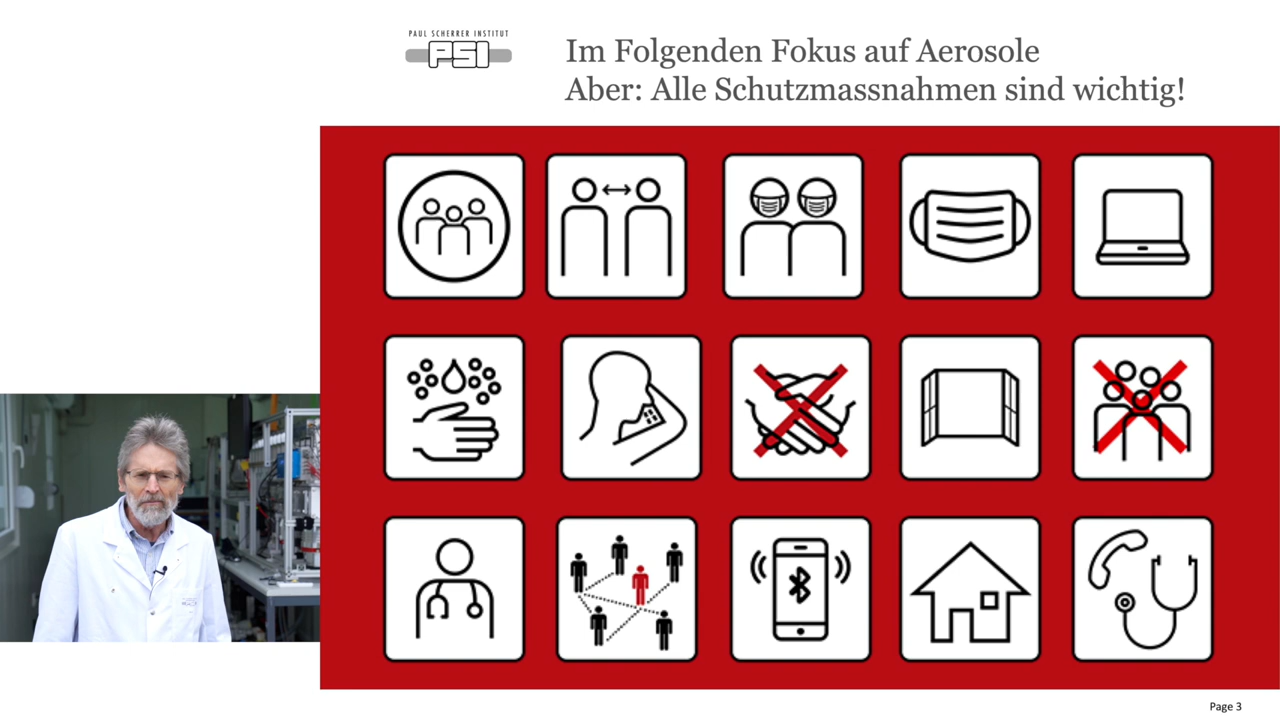 PAUL SCHERRER INSTITUT
PSI
Im Folgenden Fokus auf Aerosole
Aber: Alle Schutzmassnahmen sind wichtig!
Page 3